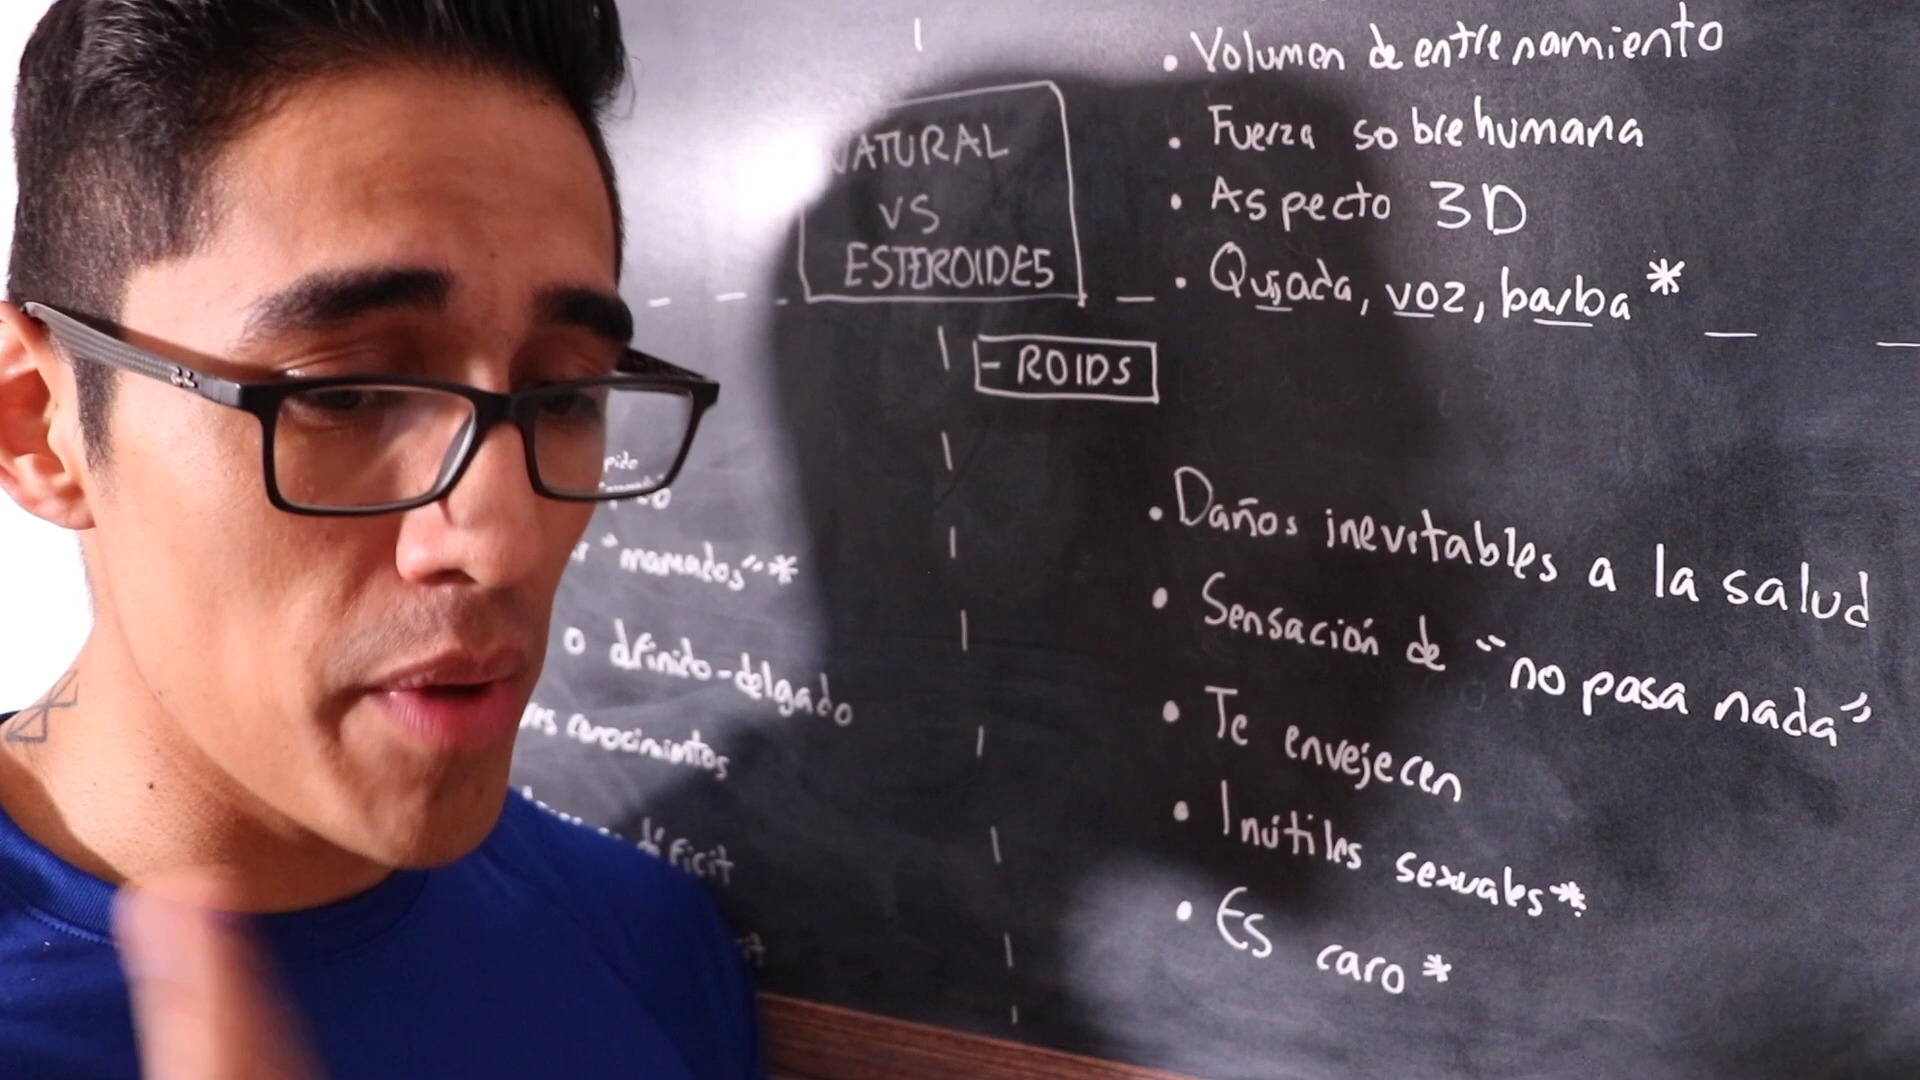 NATURAL
VS
ESTEROIDES
• Volumen de entrenamiento
• Fuerza sobrehumana
• Aspecto 3D
• Quijada, voz, barba *
- ROIDS
"mamados" *
o definido-delgado
conocimientos
déficit
• Daños inevitables a la salud
• Sensación de "no pasa nada"
• Te envejecen
• Inútiles sexuales *
• Es caro *